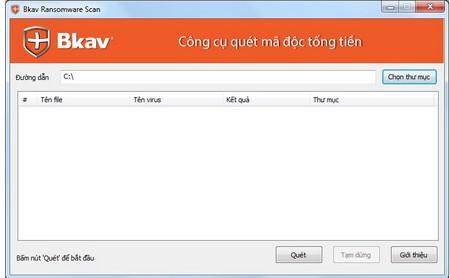 Bkav Ransomware Scan
Bkav® Công cụ quét mã độc tống tiền
Đường dẫn C:\ Chọn thư mục
# Tên file Tên virus Kết quả Thư mục
Bấm nút 'Quét' để bắt đầu Quét Tạm dừng Giới thiệu